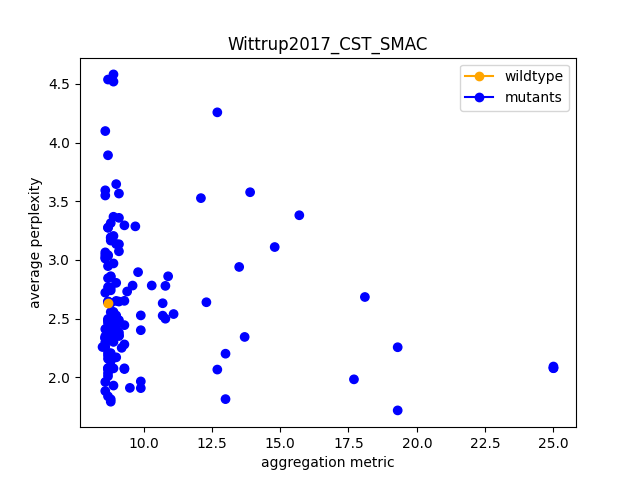 Wittrup2017_CST_SMAC
wildtype
mutants
4.5
4.0
3.5
3.0
2.5
2.0
average perplexity
10.0 12.5 15.0 17.5 20.0 22.5 25.0
aggregation metric